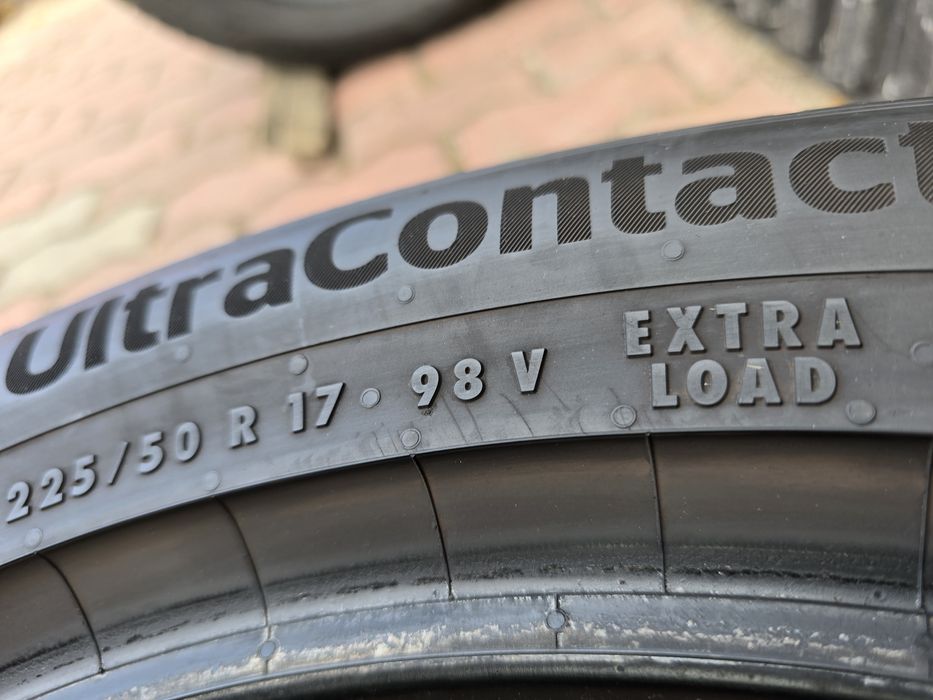 UltraContact
225/50 R 17 · 98 V EXTRA LOAD